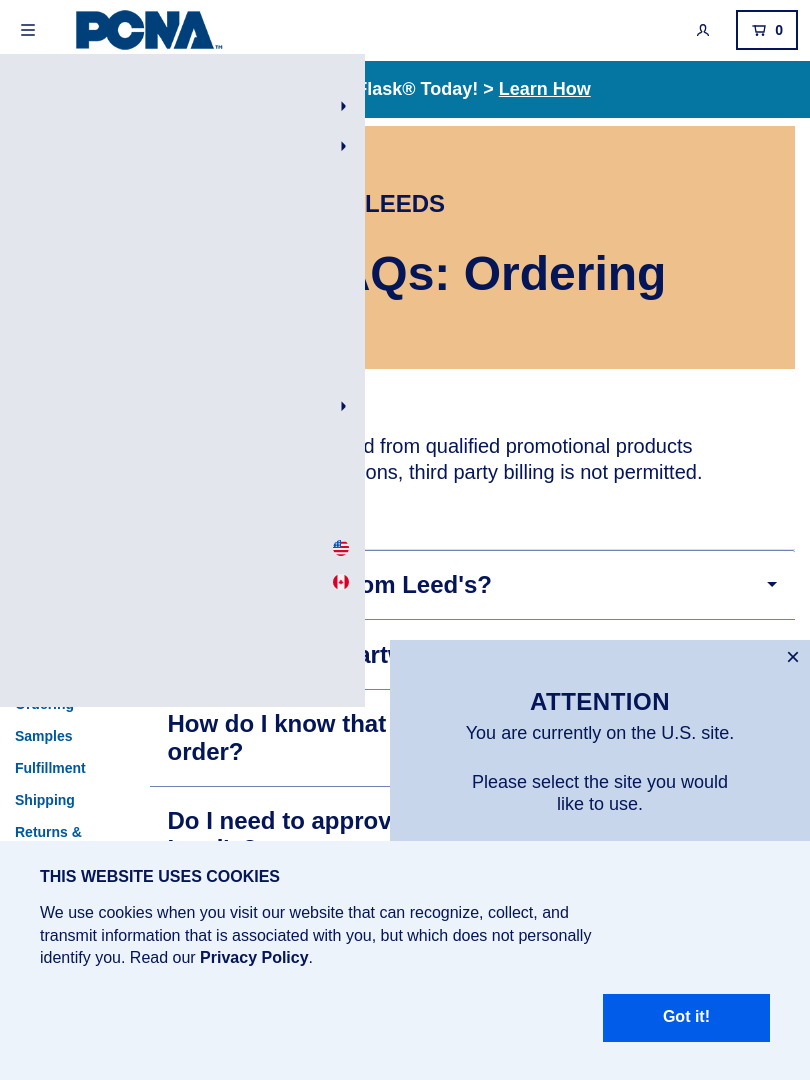 PCNA™
0
Flask® Today! > Learn How
LEEDS
AQs: Ordering
d from qualified promotional products
ons, third party billing is not permitted.
om Leed's?
Ordering
Samples
Fulfillment
Shipping
Returns &
How do I know that
order?
Do I need to approv
×
ATTENTION
You are currently on the U.S. site.
Please select the site you would
like to use.
THIS WEBSITE USES COOKIES
We use cookies when you visit our website that can recognize, collect, and
transmit information that is associated with you, but which does not personally
identify you. Read our Privacy Policy.
Got it!